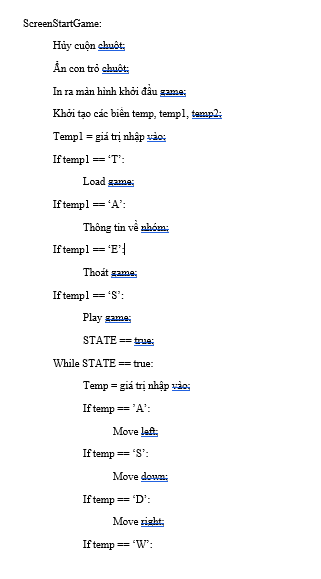 ScreenStartGame:
Hủy cuộn chuột;
Ẩn con trỏ chuột;
In ra màn hình khởi đầu game;
Khởi tạo các biến temp, temp1, temp2;
Temp1 = giá trị nhập vào;
If temp1 == ‘T’:
Load game;
If temp1 == ‘A’:
Thông tin về nhóm;
If temp1 == ‘E’:
Thoát game;
If temp1 == ‘S’:
Play game;
STATE == true;
While STATE == true:
Temp = giá trị nhập vào;
If temp == ’A’:
Move left;
If temp == ‘S’:
Move down;
If temp == ‘D’:
Move right;
If temp == ‘W’: